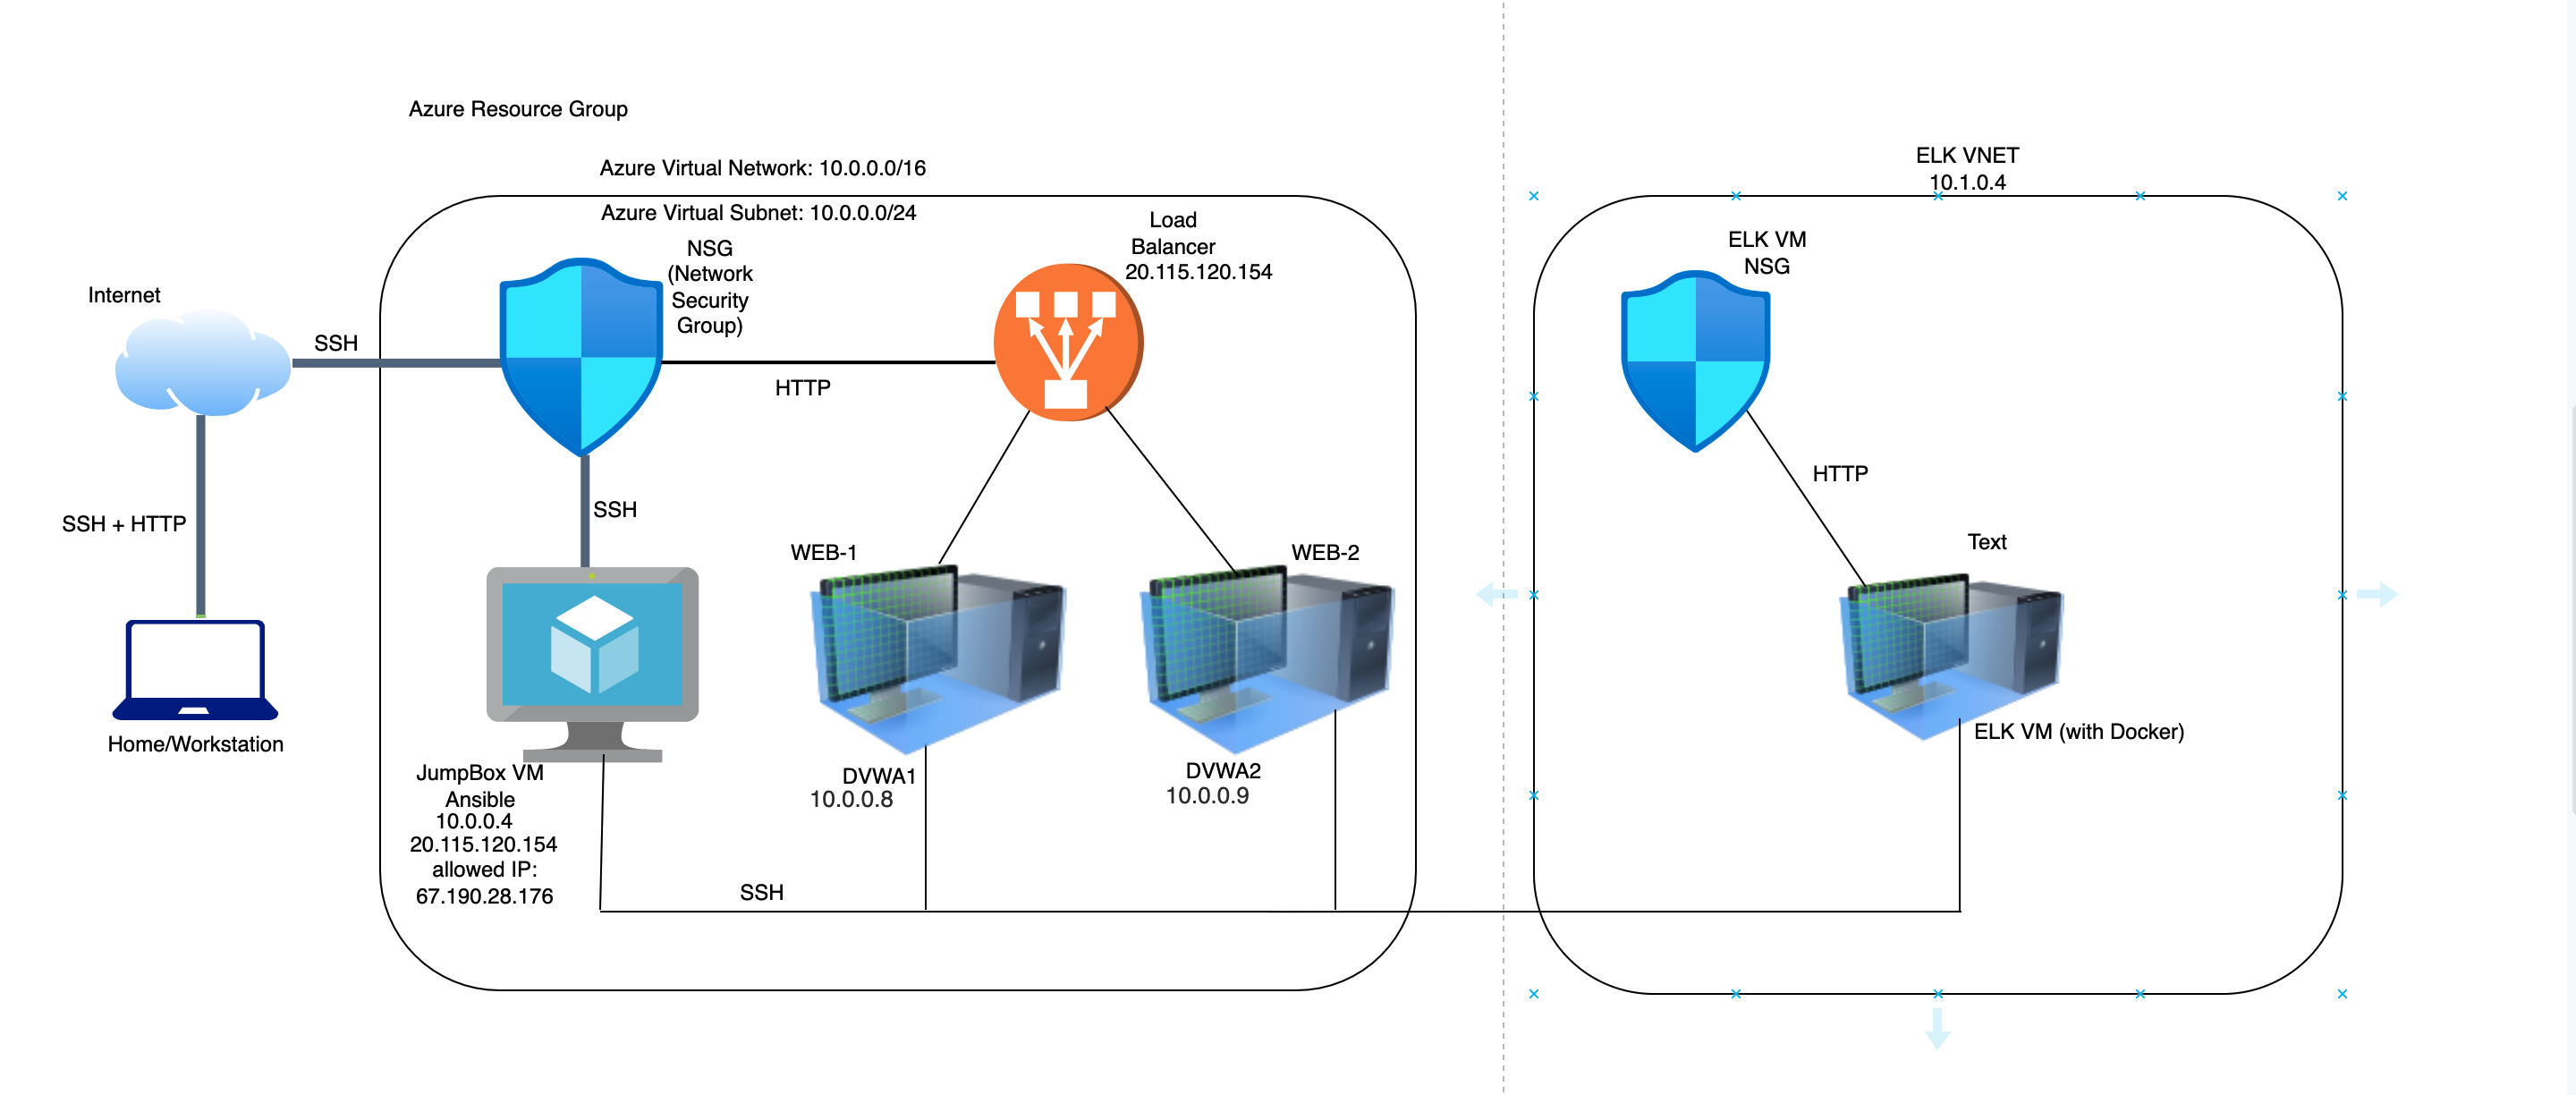 Azure Resource Group
Azure Virtual Network: 10.0.0.0/16
Azure Virtual Subnet: 10.0.0.0/24
NSG
(Network
Security
Group)
Load
Balancer
20.115.120.154
Internet
SSH
HTTP
SSH + HTTP
SSH
Home/Workstation
WEB-1
WEB-2
JumpBox VM
Ansible
10.0.0.4
20.115.120.154
allowed IP:
67.190.28.176
DVWA1
10.0.0.8
DVWA2
10.0.0.9
SSH
ELK VNET
10.1.0.4
ELK VM
NSG
HTTP
Text
ELK VM (with Docker)